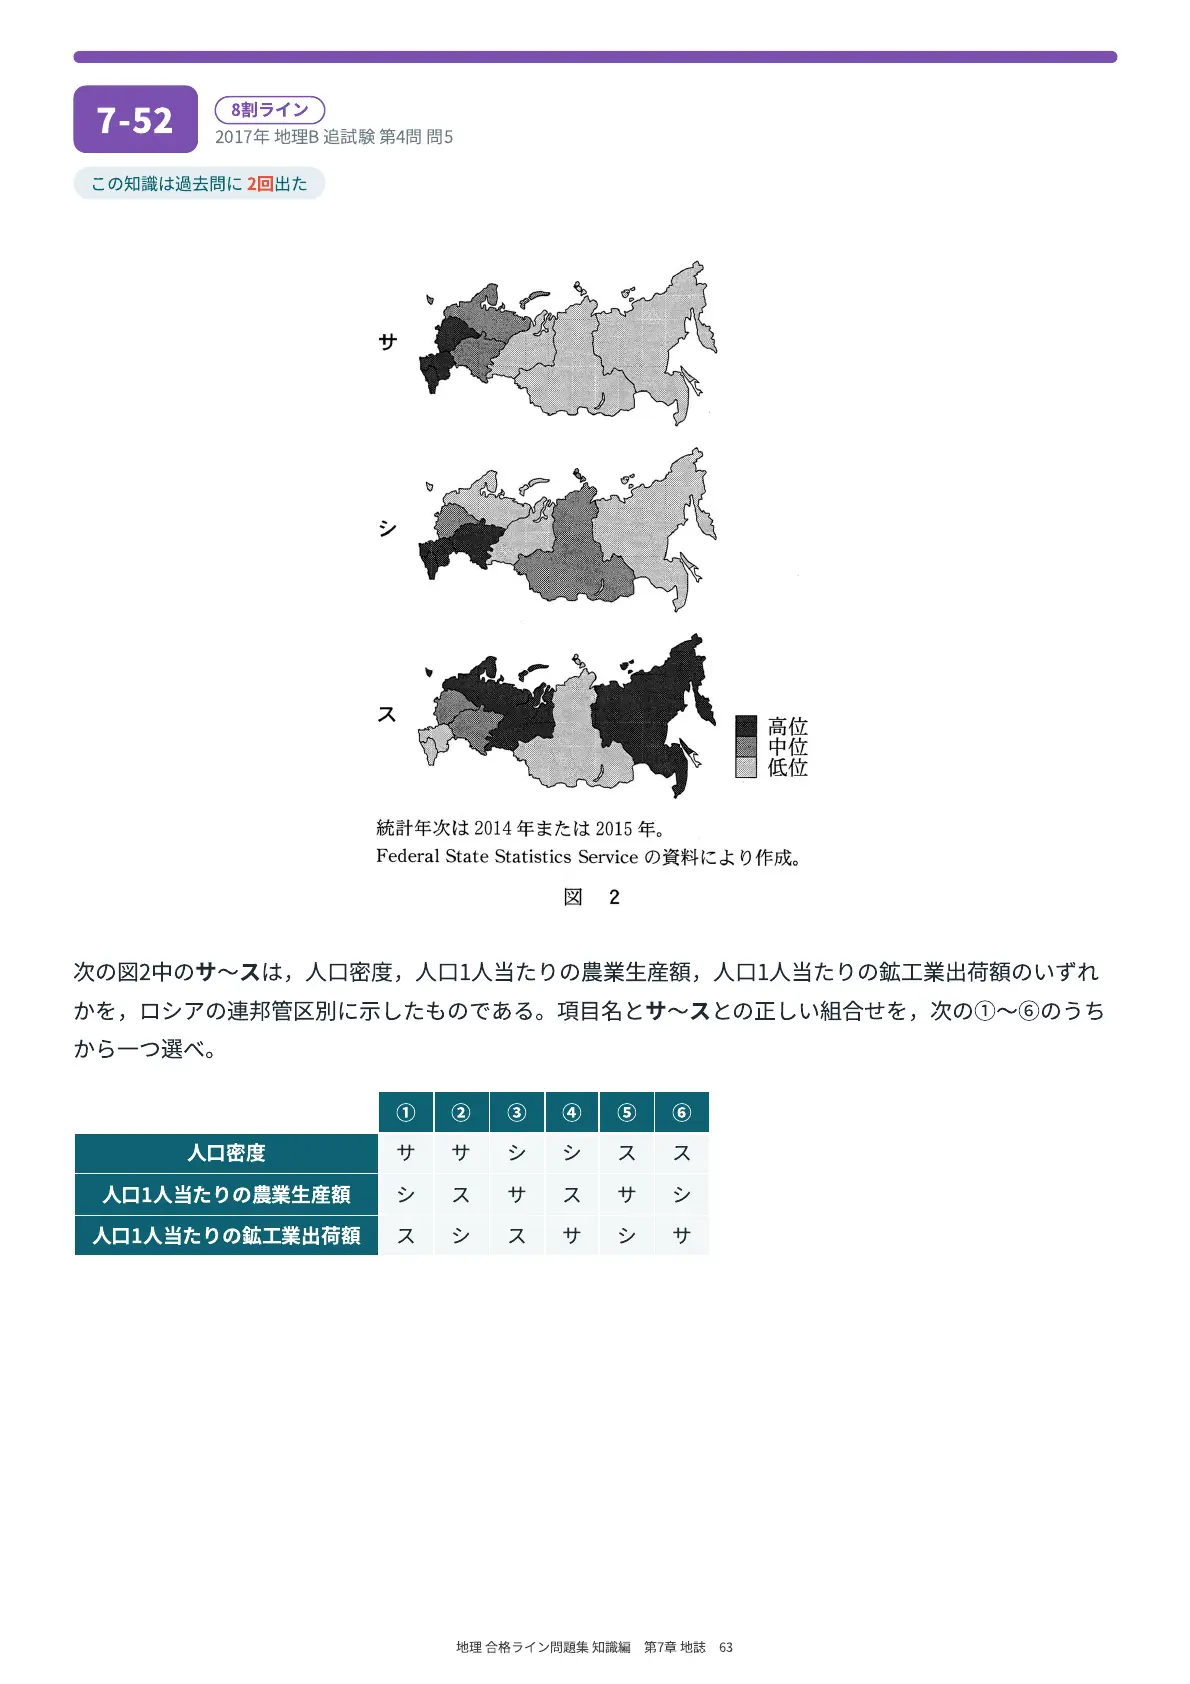 7-52
8割ライン
2017年 地理B 追試験 第4問 問5
この知識は過去問に 2回出た
サ
シ
ス
高位
中位
低位
統計年次は 2014 年または 2015 年。
Federal State Statistics Service の資料により作成。
図 2
次の図2中のサ～スは，人口密度，人口1人当たりの農業生産額，人口1人当たりの鉱工業出荷額のいずれ
かを，ロシアの連邦管区別に示したものである。項目名とサ～スとの正しい組合せを，次の①～⑥のうち
から一つ選べ。
① ② ③ ④ ⑤ ⑥
人口密度 サ サ シ シ ス ス
人口1人当たりの農業生産額 シ ス サ ス サ シ
人口1人当たりの鉱工業出荷額 ス シ ス サ シ サ
地理 合格ライン問題集 知識編 第7章 地誌 63